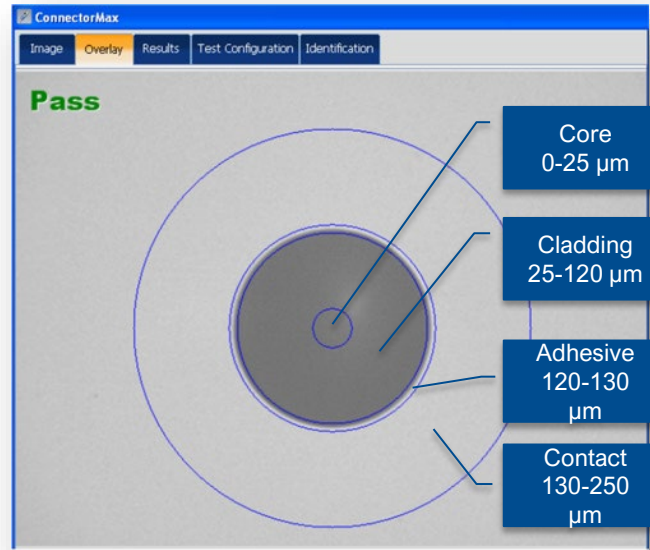 ConnectorMax
Image Overlay Results Test Configuration Identification
Pass
Core
0-25 µm
Cladding
25-120 µm
Adhesive
120-130
µm
Contact
130-250
µm